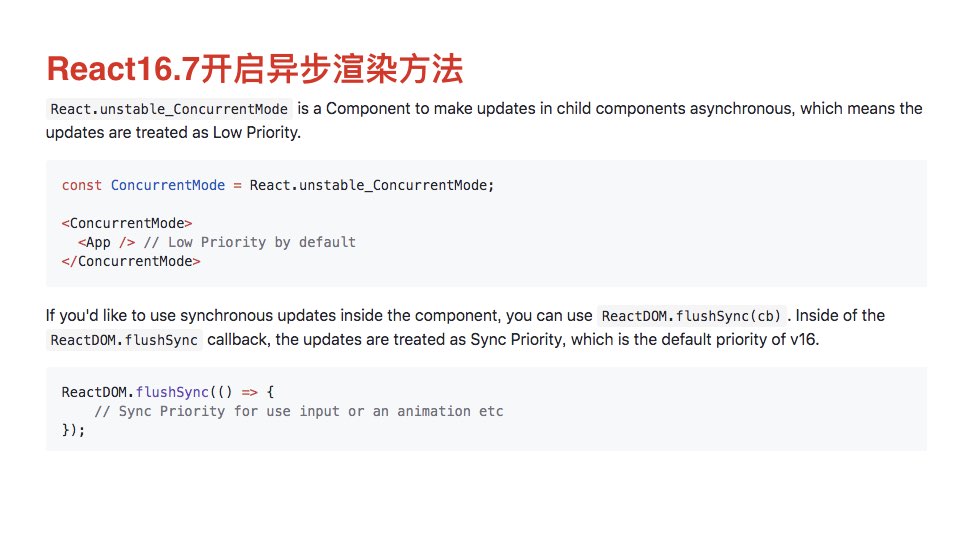 React16.7开启异步渲染方法
React.unstable_ConcurrentMode is a Component to make updates in child components asynchronous, which means the
updates are treated as Low Priority.
const ConcurrentMode = React.unstable_ConcurrentMode;
<ConcurrentMode>
  <App /> // Low Priority by default
</ConcurrentMode>
If you'd like to use synchronous updates inside the component, you can use ReactDOM.flushSync(cb) . Inside of the
ReactDOM.flushSync callback, the updates are treated as Sync Priority, which is the default priority of v16.
ReactDOM.flushSync(() => {
    // Sync Priority for use input or an animation etc
});